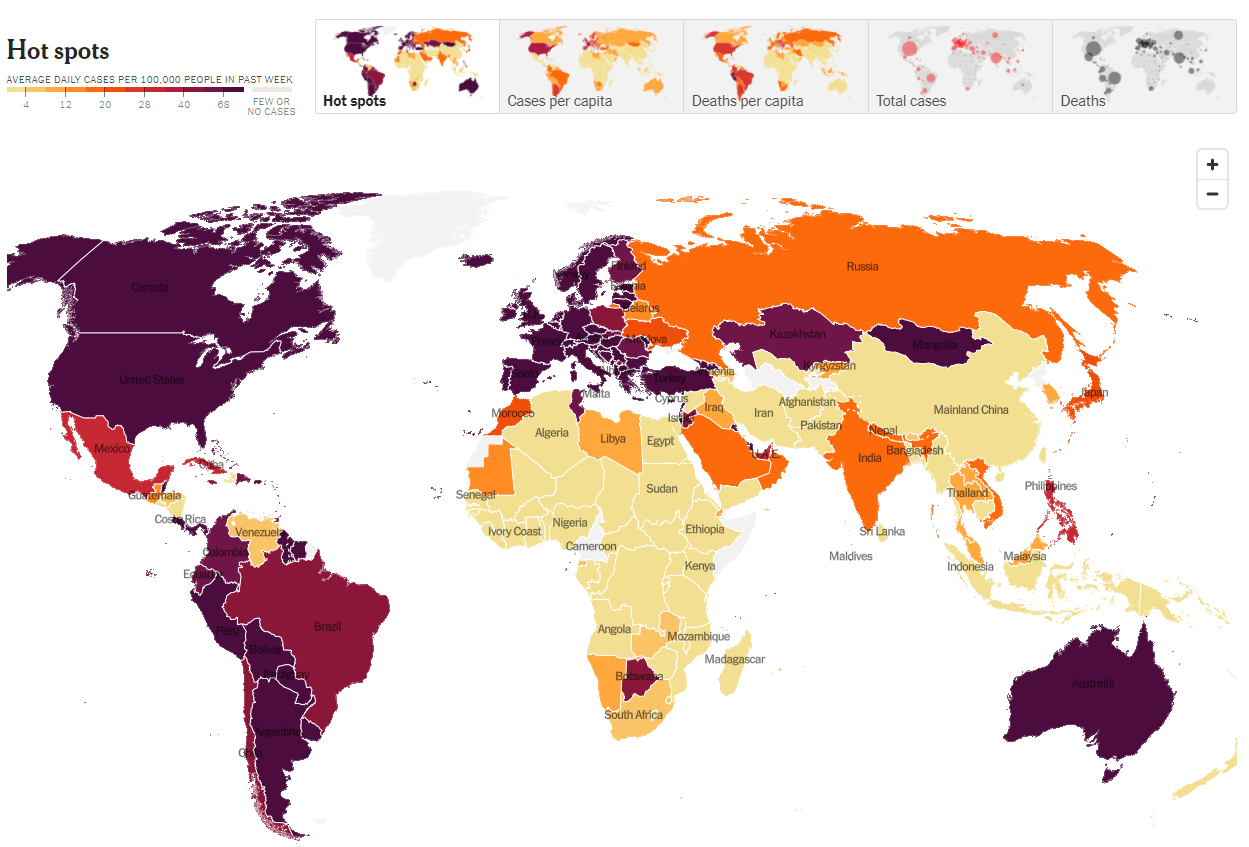 Hot spots
AVERAGE DAILY CASES PER 100,000 PEOPLE IN PAST WEEK
4 12 20 28 40 68 FEW OR
NO CASES
Hot spots
Cases per capita
Deaths per capita
Total cases
Deaths
+
−
Canada
United States
Mexico
Cuba
Guatemala
Costa Rica
Venezuela
Colombia
Ecuador
Peru
Brazil
Bolivia
Paraguay
Argentina
Chile
Norway
Finland
Estonia
Belarus
France
Moldova
Spain
Turkey
Armenia
Malta
Cyprus
Israel
Iraq
Iran
Morocco
Algeria
Libya
Egypt
Senegal
Sudan
Ivory Coast
Nigeria
Cameroon
Ethiopia
Kenya
Angola
Mozambique
Madagascar
Botswana
South Africa
U.A.E.
Russia
Kazakhstan
Mongolia
Kyrgyzstan
Afghanistan
Pakistan
Mainland China
Japan
Nepal
Bangladesh
India
Thailand
Philippines
Sri Lanka
Maldives
Malaysia
Indonesia
Australia